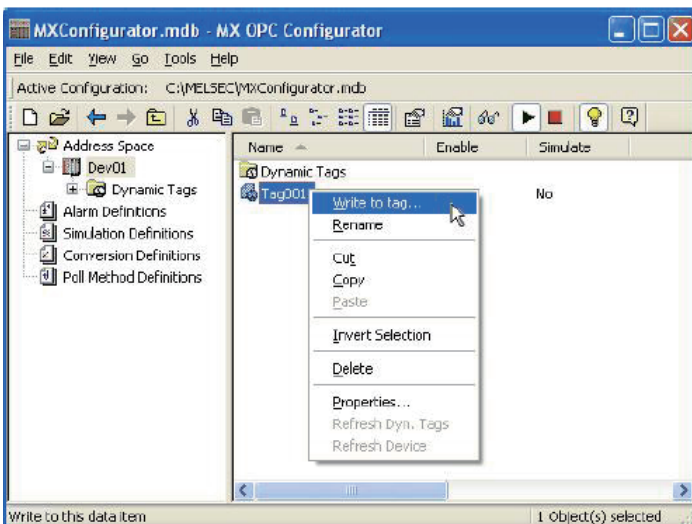 MXConfigurator.mdb - MX OPC Configurator
File Edit View Go Tools Help
Active Configuration: C:\MELSEC\MXConfigurator.mdb
Address Space
Dev01
Dynamic Tags
Alarm Definitions
Simulation Definitions
Conversion Definitions
Poll Method Definitions
Name Enable Simulate
Dynamic Tags
Tag001 No
Write to tag...
Rename
Cut
Copy
Paste
Invert Selection
Delete
Properties...
Refresh Dyn. Tags
Refresh Device
Write to this data item 1 Object(s) selected